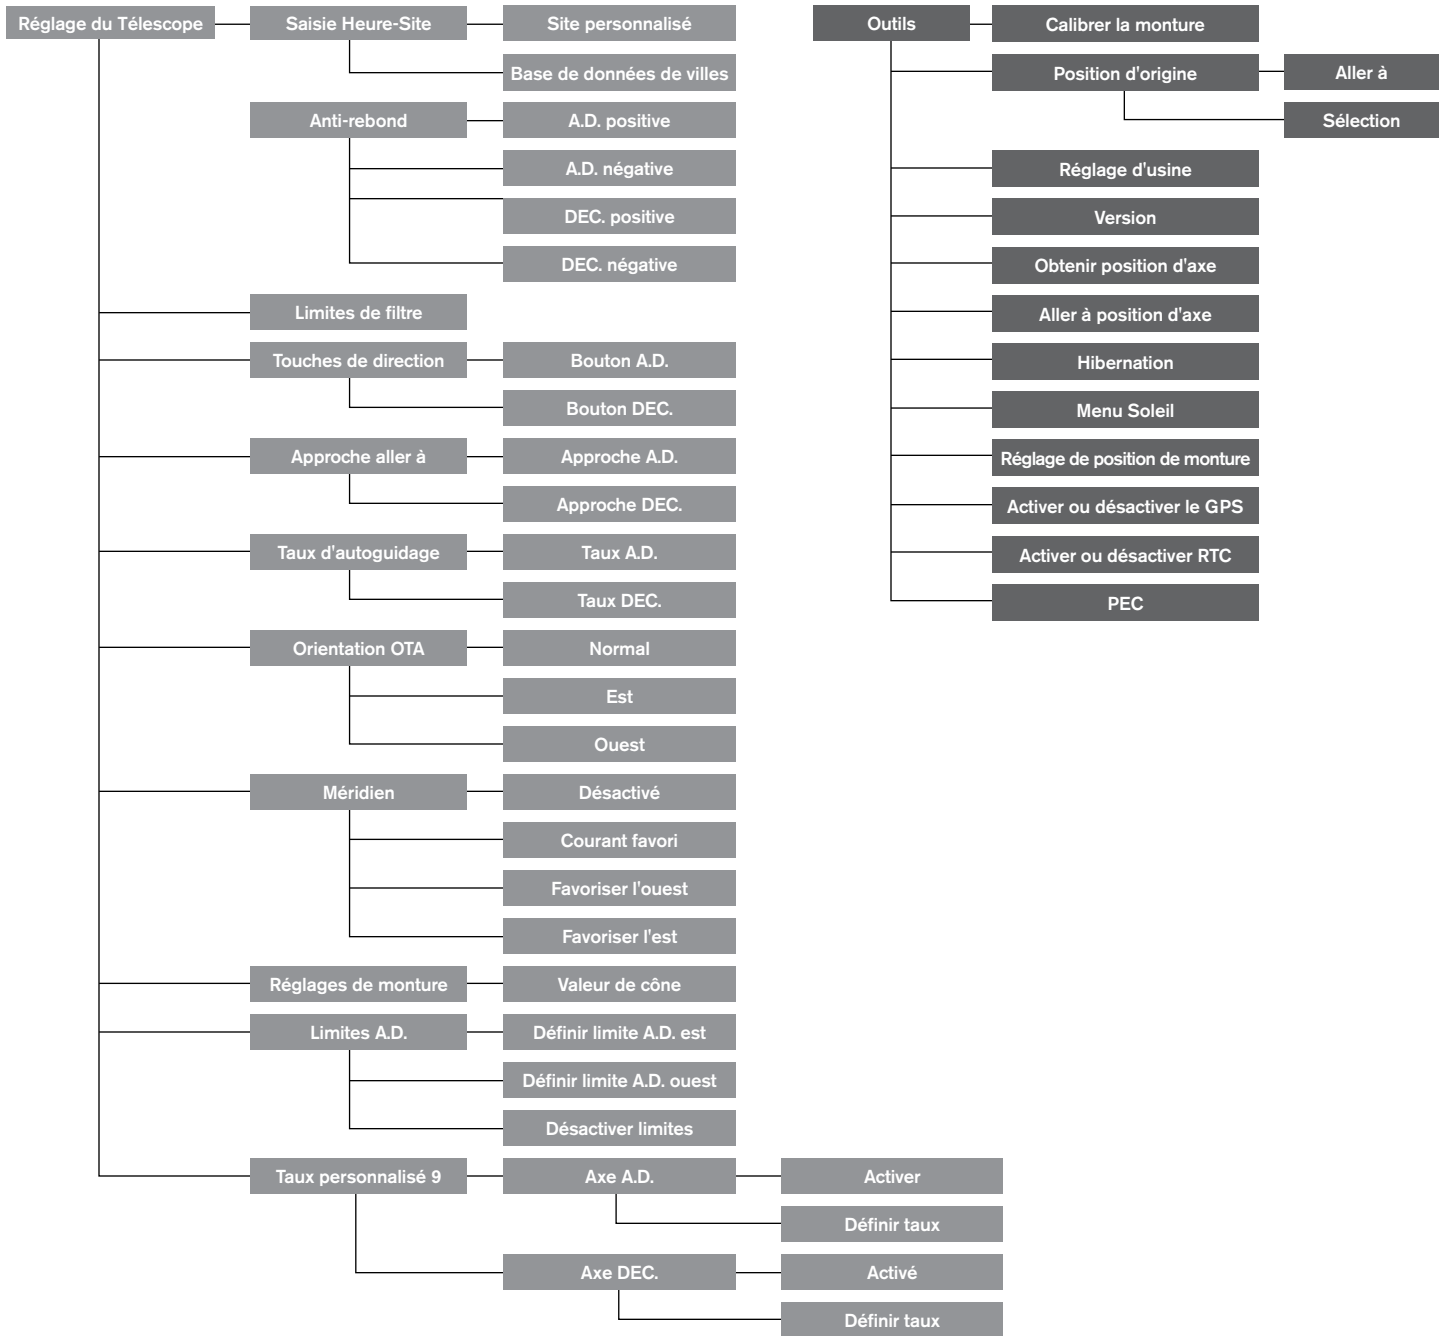 Réglage du Télescope
Saisie Heure-Site
Site personnalisé
Base de données de villes
Anti-rebond
A.D. positive
A.D. négative
DEC. positive
DEC. négative
Limites de filtre
Touches de direction
Bouton A.D.
Bouton DEC.
Approche aller à
Approche A.D.
Approche DEC.
Taux d'autoguidage
Taux A.D.
Taux DEC.
Orientation OTA
Normal
Est
Ouest
Méridien
Désactivé
Courant favori
Favoriser l'ouest
Favoriser l'est
Réglages de monture
Valeur de cône
Limites A.D.
Définir limite A.D. est
Définir limite A.D. ouest
Désactiver limites
Taux personnalisé 9
Axe A.D.
Activer
Définir taux
Axe DEC.
Activé
Définir taux
Outils
Calibrer la monture
Position d'origine
Aller à
Sélection
Réglage d'usine
Version
Obtenir position d'axe
Aller à position d'axe
Hibernation
Menu Soleil
Réglage de position de monture
Activer ou désactiver le GPS
Activer ou désactiver RTC
PEC